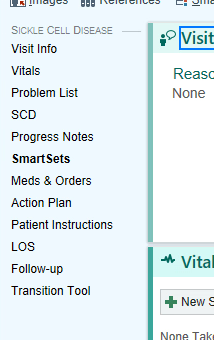 Images References
SICKLE CELL DISEASE
Visit Info
Vitals
Problem List
SCD
Progress Notes
SmartSets
Meds & Orders
Action Plan
Patient Instructions
LOS
Follow-up
Transition Tool
Visit
Reaso
None
Vital
New S
None Take